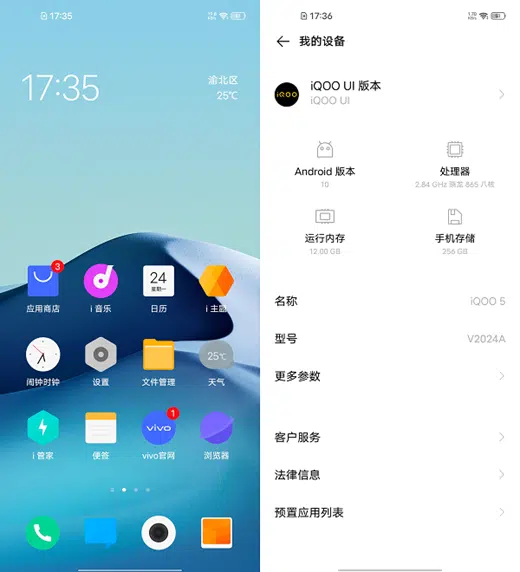 17:35
17:35
渝北区
25℃
3
24
星期一
应用商店
i 音乐
日历
i 主题
25℃
闹钟时钟
设置
文件管理
天气
vivo
1
i 管家
便签
vivo官网
浏览器
17:36
我的设备
iQOO
iQOO UI 版本
iQOO UI
Android 版本
10
处理器
2.84 GHz 骁龙 865 八核
运行内存
12.00 GB
手机存储
256 GB
名称
iQOO 5
型号
V2024A
更多参数
客户服务
法律信息
预置应用列表